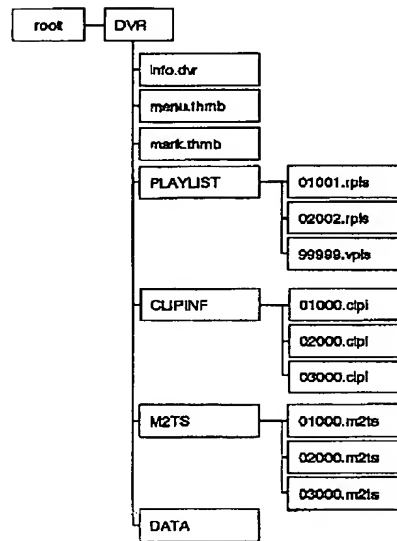 root DVR
info.dvr
menu.thmb
mark.thmb
PLAYLIST 01001.rpls
02002.rpls
99999.vpls
CLIPINF 01000.clpi
02000.clpi
03000.clpi
M2TS 01000.m2ts
02000.m2ts
03000.m2ts
DATA